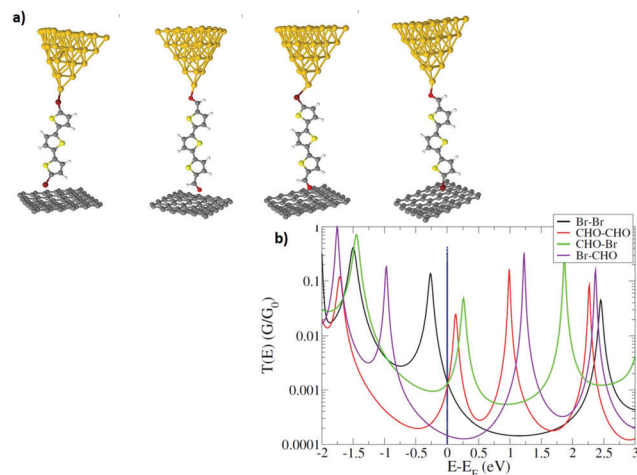 a)
b)
Br-Br
CHO-CHO
CHO-Br
Br-CHO
1
0.1
0.01
0.001
0.0001
T(E) (G/G₀)
-2 -1.5 -1 -0.5 0 0.5 1 1.5 2 2.5 3
E-E_F (eV)